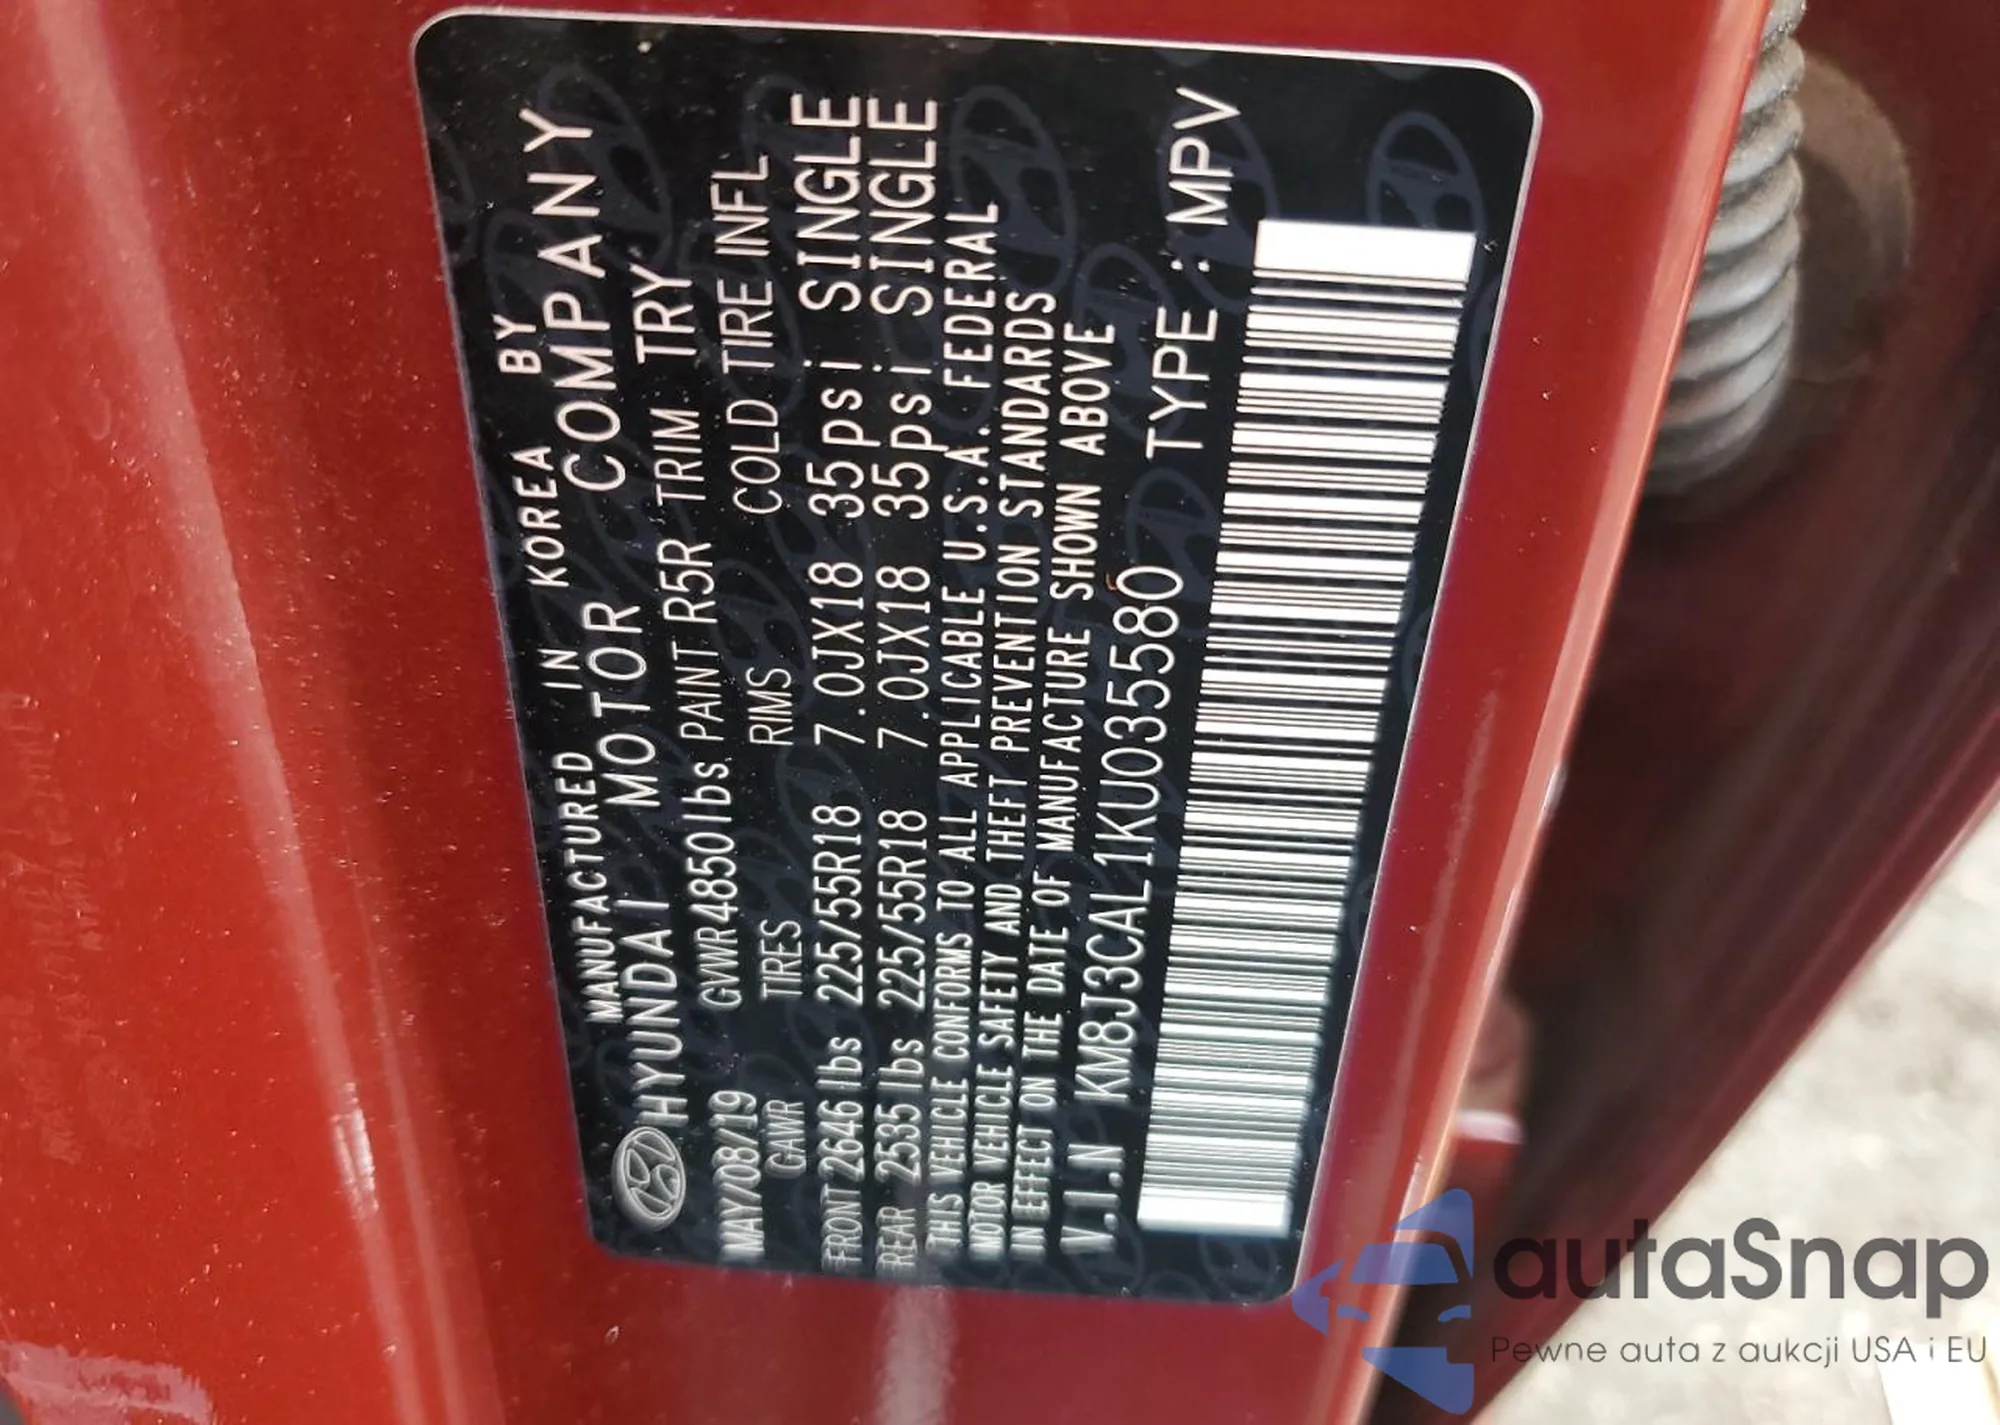 MANUFACTURED IN KOREA BY
HYUNDAI MOTOR COMPANY
MAY/08/19 GVWR 4850lbs PAINT R5R TRIM TRY
GAWR TIRES RIMS COLD TIRE INFL
FRONT 2646 lbs 225/55R18 7.0JX18 35psi SINGLE
REAR 2535 lbs 225/55R18 7.0JX18 35psi SINGLE
THIS VEHICLE CONFORMS TO ALL APPLICABLE U.S.A. FEDERAL
MOTOR VEHICLE SAFETY AND THEFT PREVENTION STANDARDS
IN EFFECT ON THE DATE OF MANUFACTURE SHOWN ABOVE
V.I.N KM8J3CAL1KU035580 TYPE : MPV
autaSnap
Pewne auta z aukcji USA i EU